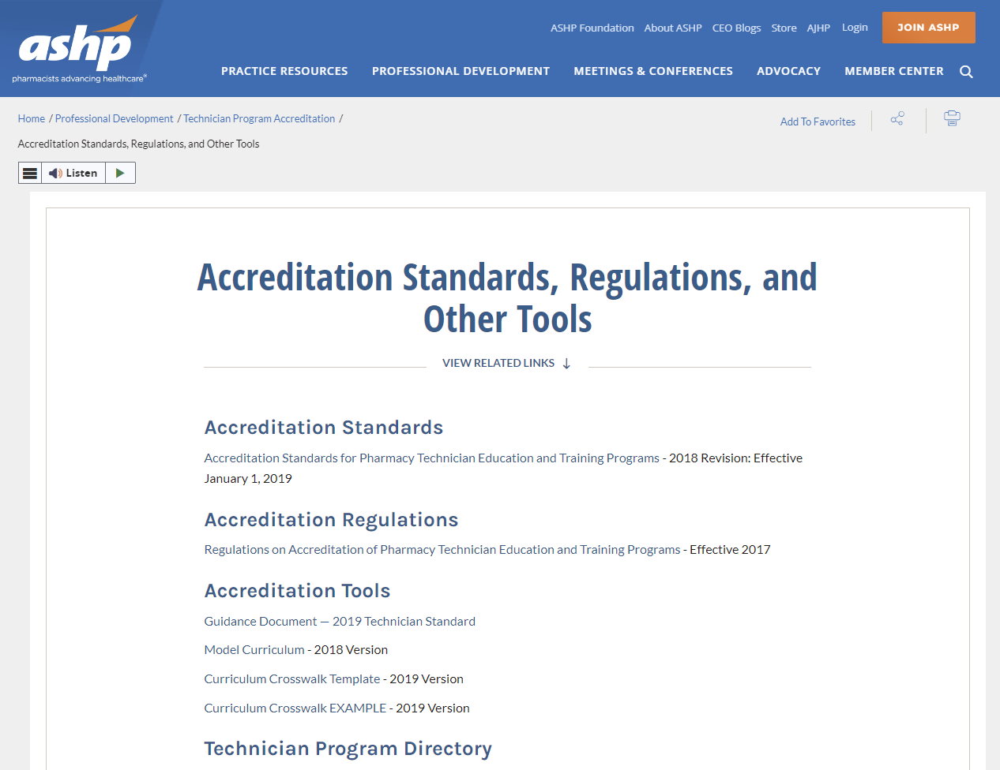 ashp
pharmacists advancing healthcare®
ASHP Foundation About ASHP CEO Blogs Store AJHP Login JOIN ASHP
PRACTICE RESOURCES PROFESSIONAL DEVELOPMENT MEETINGS & CONFERENCES ADVOCACY MEMBER CENTER
Home / Professional Development / Technician Program Accreditation /
Accreditation Standards, Regulations, and Other Tools
Add To Favorites
Listen
Accreditation Standards, Regulations, and
Other Tools
VIEW RELATED LINKS ↓
Accreditation Standards
Accreditation Standards for Pharmacy Technician Education and Training Programs - 2018 Revision: Effective
January 1, 2019
Accreditation Regulations
Regulations on Accreditation of Pharmacy Technician Education and Training Programs - Effective 2017
Accreditation Tools
Guidance Document — 2019 Technician Standard
Model Curriculum - 2018 Version
Curriculum Crosswalk Template - 2019 Version
Curriculum Crosswalk EXAMPLE - 2019 Version
Technician Program Directory